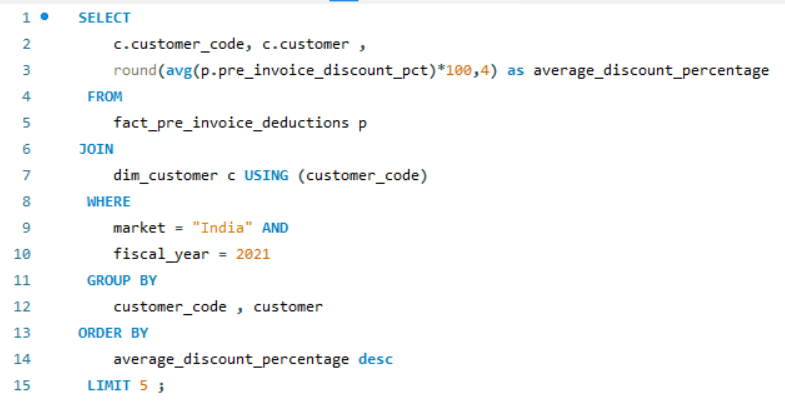 1 SELECT
2 c.customer_code, c.customer ,
3 round(avg(p.pre_invoice_discount_pct)*100,4) as average_discount_percentage
4 FROM
5 fact_pre_invoice_deductions p
6 JOIN
7 dim_customer c USING (customer_code)
8 WHERE
9 market = "India" AND
10 fiscal_year = 2021
11 GROUP BY
12 customer_code , customer
13 ORDER BY
14 average_discount_percentage desc
15 LIMIT 5 ;